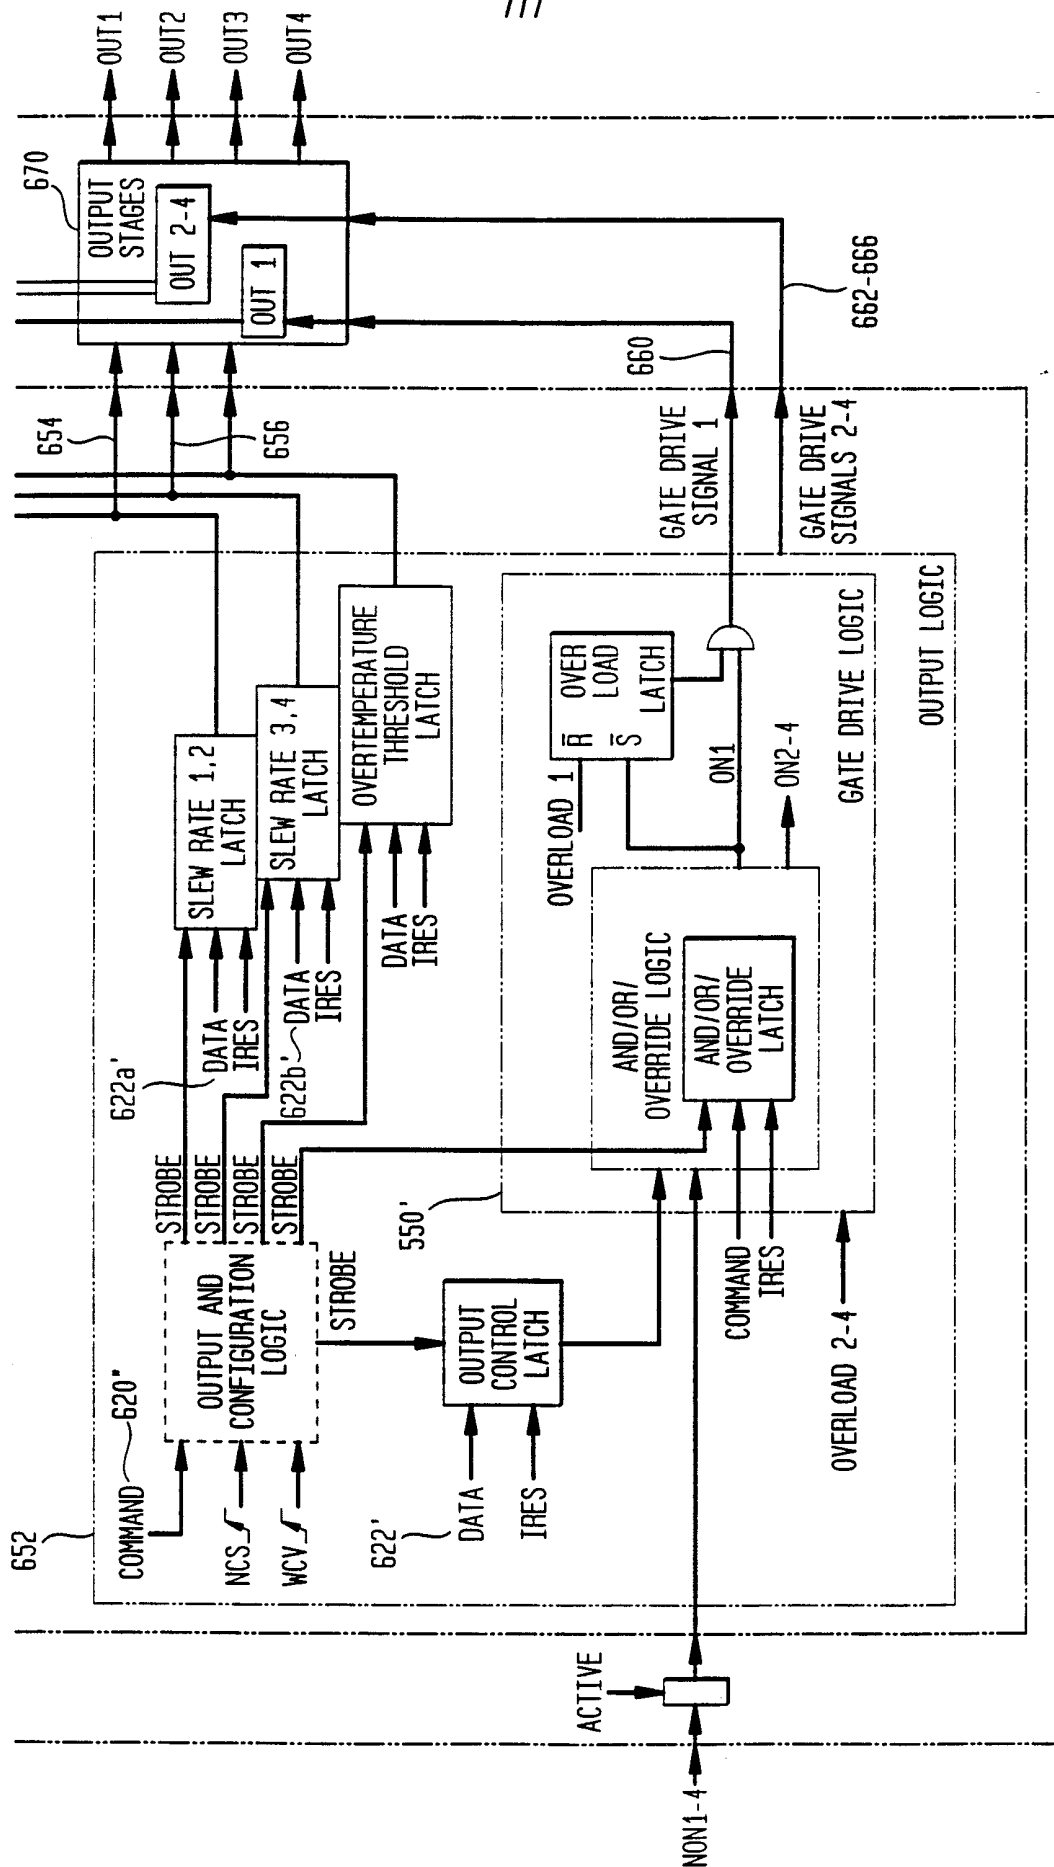 652
COMMAND
620"
NCS
WCV
OUTPUT AND
CONFIGURATION
LOGIC
STROBE
STROBE
STROBE
STROBE
STROBE
622a'
DATA
IRES
SLEW RATE 1,2
LATCH
622b'
DATA
IRES
SLEW RATE 3,4
LATCH
DATA
IRES
OVERTEMPERATURE
THRESHOLD
LATCH
654
656
670
OUTPUT
STAGES
OUT 2-4
OUT 1
OUT1
OUT2
OUT3
OUT4
622'
DATA
IRES
OUTPUT
CONTROL
LATCH
550'
AND/OR/
OVERRIDE LOGIC
AND/OR/
OVERRIDE
LATCH
COMMAND
IRES
OVERLOAD 2-4
OVERLOAD 1
R
S
OVER
LOAD
LATCH
ON1
ON2-4
GATE DRIVE LOGIC
OUTPUT LOGIC
GATE DRIVE
SIGNAL 1
660
GATE DRIVE
SIGNALS 2-4
662-666
ACTIVE
NON1-4